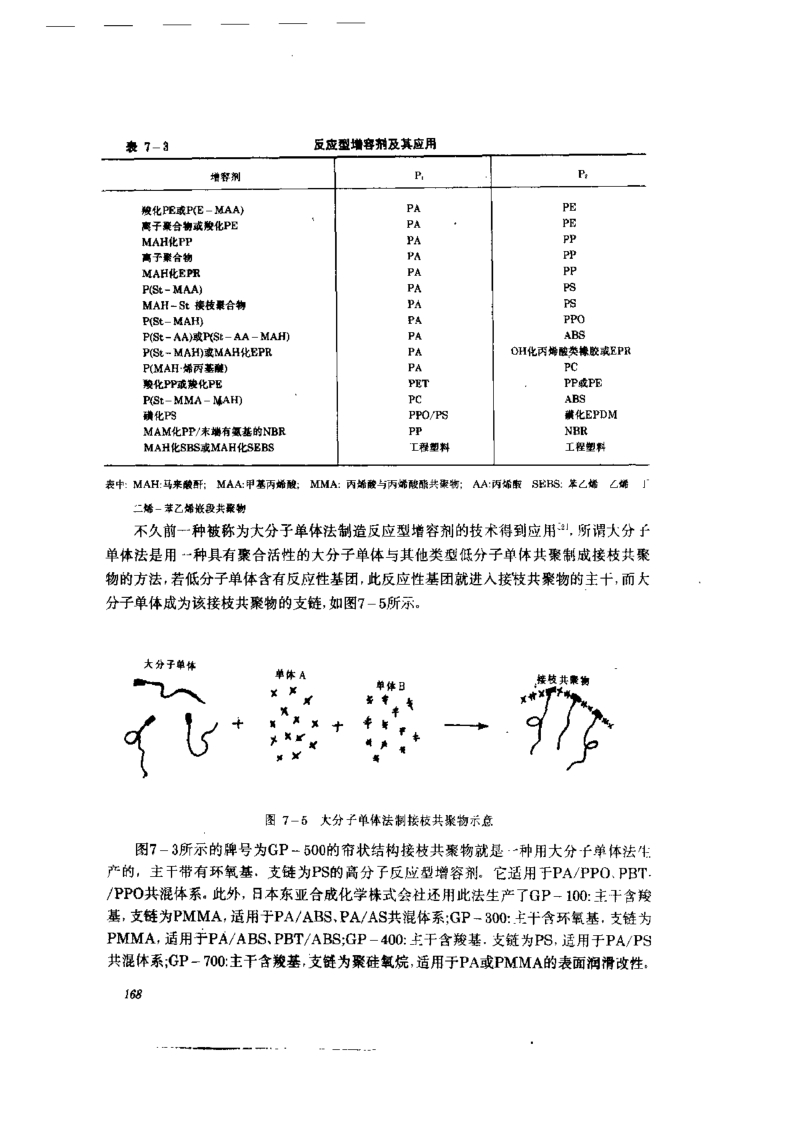 表 7-3 反应型增容剂及其应用
增容剂 P₁ P₂
羧化PE或P(E-MAA) PA PE
离子聚合物或羧化PE PA PE
MAH化PP PA PP
离子聚合物 PA PP
MAH化EPR PA PP
P(St-MAA) PA PS
MAH-St 接枝聚合物 PA PS
P(St-MAH) PA PPO
P(St-AA)或P(St-AA-MAH) PA ABS
P(St-MAH)或MAH化EPR PA OH化丙烯酸类橡胶或EPR
P(MAH·烯丙基醚) PA PC
羧化PP或羧化PE PET PP或PE
P(St-MMA-MAH) PC ABS
磺化PS PPO/PS 磺化EPDM
MAM化PP/末端有氨基的NBR PP NBR
MAH化SBS或MAH化SEBS 工程塑料 工程塑料
表中: MAH:马来酸酐; MAA:甲基丙烯酸; MMA: 丙烯酸与丙烯酸酯共聚物; AA:丙烯酸 SEBS: 苯乙烯 乙烯 丁
二烯-苯乙烯嵌段共聚物
不久前一种被称为大分子单体法制造反应型增容剂的技术得到应用[2], 所谓大分子
单体法是用一种具有聚合活性的大分子单体与其他类型低分子单体共聚制成接枝共聚
物的方法, 若低分子单体含有反应性基团, 此反应性基团就进入接枝共聚物的主干, 而大
分子单体成为该接枝共聚物的支链, 如图7-5所示。
大分子单体 单体A 单体B 接枝共聚物
图 7-5 大分子单体法制接枝共聚物示意
图7-3所示的牌号为GP-500的帘状结构接枝共聚物就是一种用大分子单体法生
产的, 主干带有环氧基. 支链为PS的高分子反应型增容剂。它适用于PA/PPO、PBT·
/PPO共混体系。此外, 日本东亚合成化学株式会社还用此法生产了GP-100: 主干含羧
基, 支链为PMMA, 适用于PA/ABS、PA/AS共混体系;GP-300: 主干含环氧基, 支链为
PMMA, 适用于PA/ABS、PBT/ABS;GP-400: 主干含羧基. 支链为PS, 适用于PA/PS
共混体系;GP-700:主干含羧基, 支链为聚硅氧烷, 适用于PA或PMMA的表面润滑改性。
168